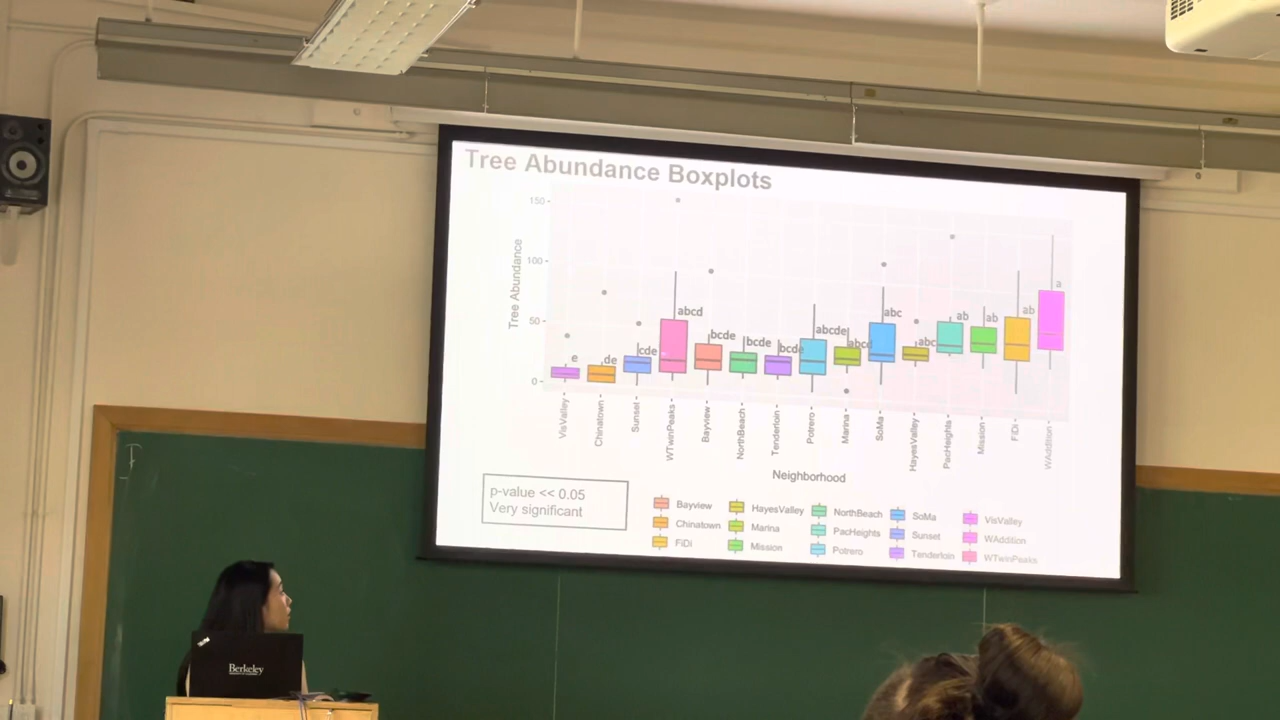 Tree Abundance Boxplots
Tree Abundance
150
100
50
0
e
de
cde
abcd
bcde
bcde
bcde
abcde
abcd
abc
abc
ab
ab
ab
a
VisValley
Chinatown
Sunset
WTwinPeaks
Bayview
NorthBeach
Tenderloin
Potrero
Marina
SoMa
HayesValley
PacHeights
Mission
FiDi
WAddition
Neighborhood
p-value << 0.05
Very significant
Bayview
Chinatown
FiDi
HayesValley
Marina
Mission
NorthBeach
PacHeights
Potrero
SoMa
Sunset
Tenderloin
VisValley
WAddition
WTwinPeaks
Berkeley